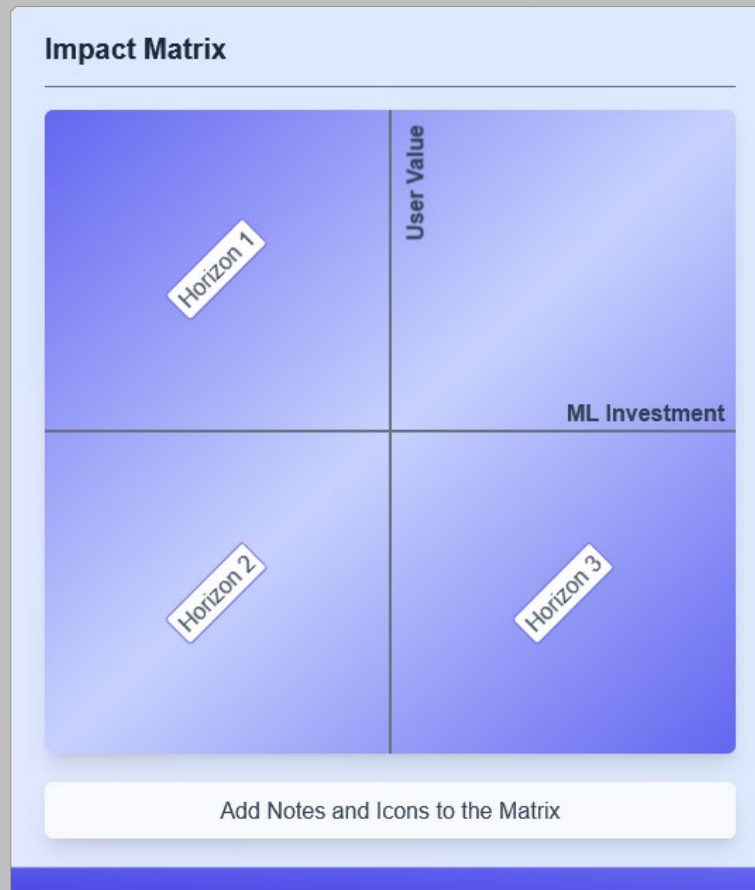 Impact Matrix
User Value
Horizon 1
ML Investment
Horizon 2
Horizon 3
Add Notes and Icons to the Matrix